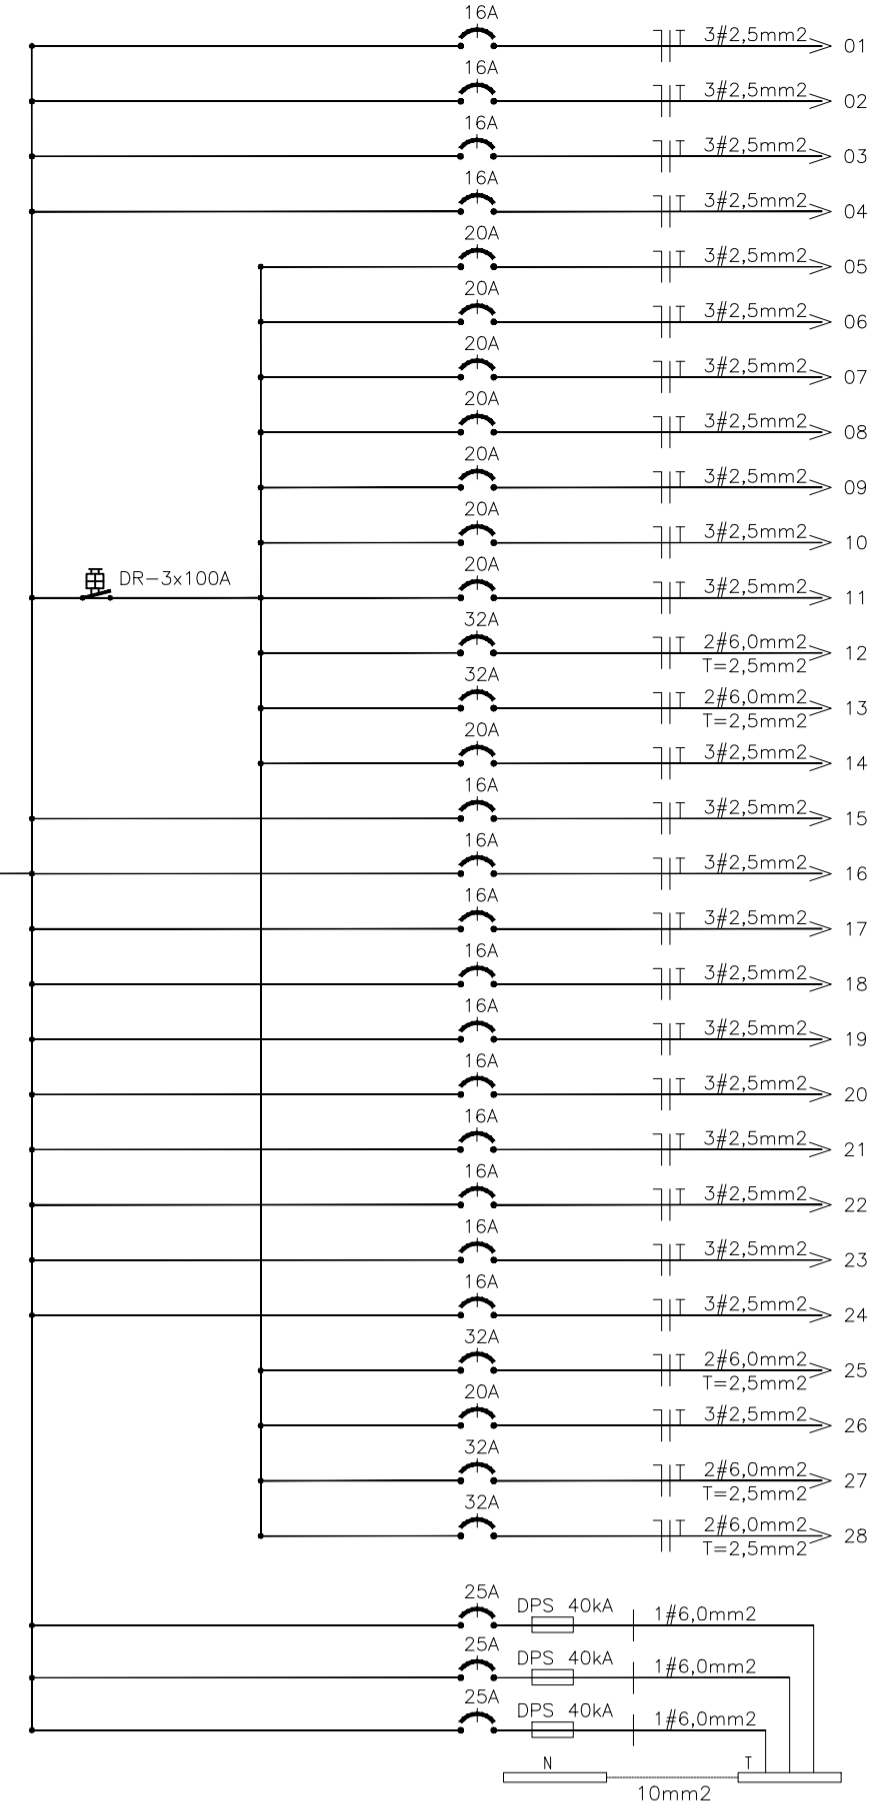 16A
3#2,5mm2 01
16A
3#2,5mm2 02
16A
3#2,5mm2 03
16A
3#2,5mm2 04
20A
3#2,5mm2 05
20A
3#2,5mm2 06
20A
3#2,5mm2 07
20A
3#2,5mm2 08
20A
3#2,5mm2 09
20A
3#2,5mm2 10
20A
DR-3x100A
3#2,5mm2 11
32A
2#6,0mm2 12
T=2,5mm2
32A
2#6,0mm2 13
T=2,5mm2
20A
3#2,5mm2 14
16A
3#2,5mm2 15
16A
3#2,5mm2 16
16A
3#2,5mm2 17
16A
3#2,5mm2 18
16A
3#2,5mm2 19
16A
3#2,5mm2 20
16A
3#2,5mm2 21
16A
3#2,5mm2 22
16A
3#2,5mm2 23
16A
3#2,5mm2 24
32A
2#6,0mm2 25
T=2,5mm2
20A
3#2,5mm2 26
32A
2#6,0mm2 27
T=2,5mm2
32A
2#6,0mm2 28
T=2,5mm2
25A
DPS 40kA 1#6,0mm2
25A
DPS 40kA 1#6,0mm2
25A
DPS 40kA 1#6,0mm2
N T
10mm2